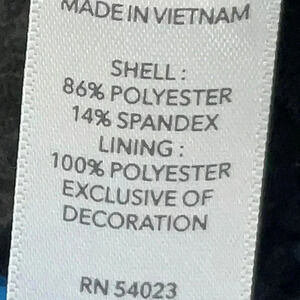 MADE IN VIETNAM
SHELL :
86% POLYESTER
14% SPANDEX
LINING :
100% POLYESTER
EXCLUSIVE OF
DECORATION
RN 54023